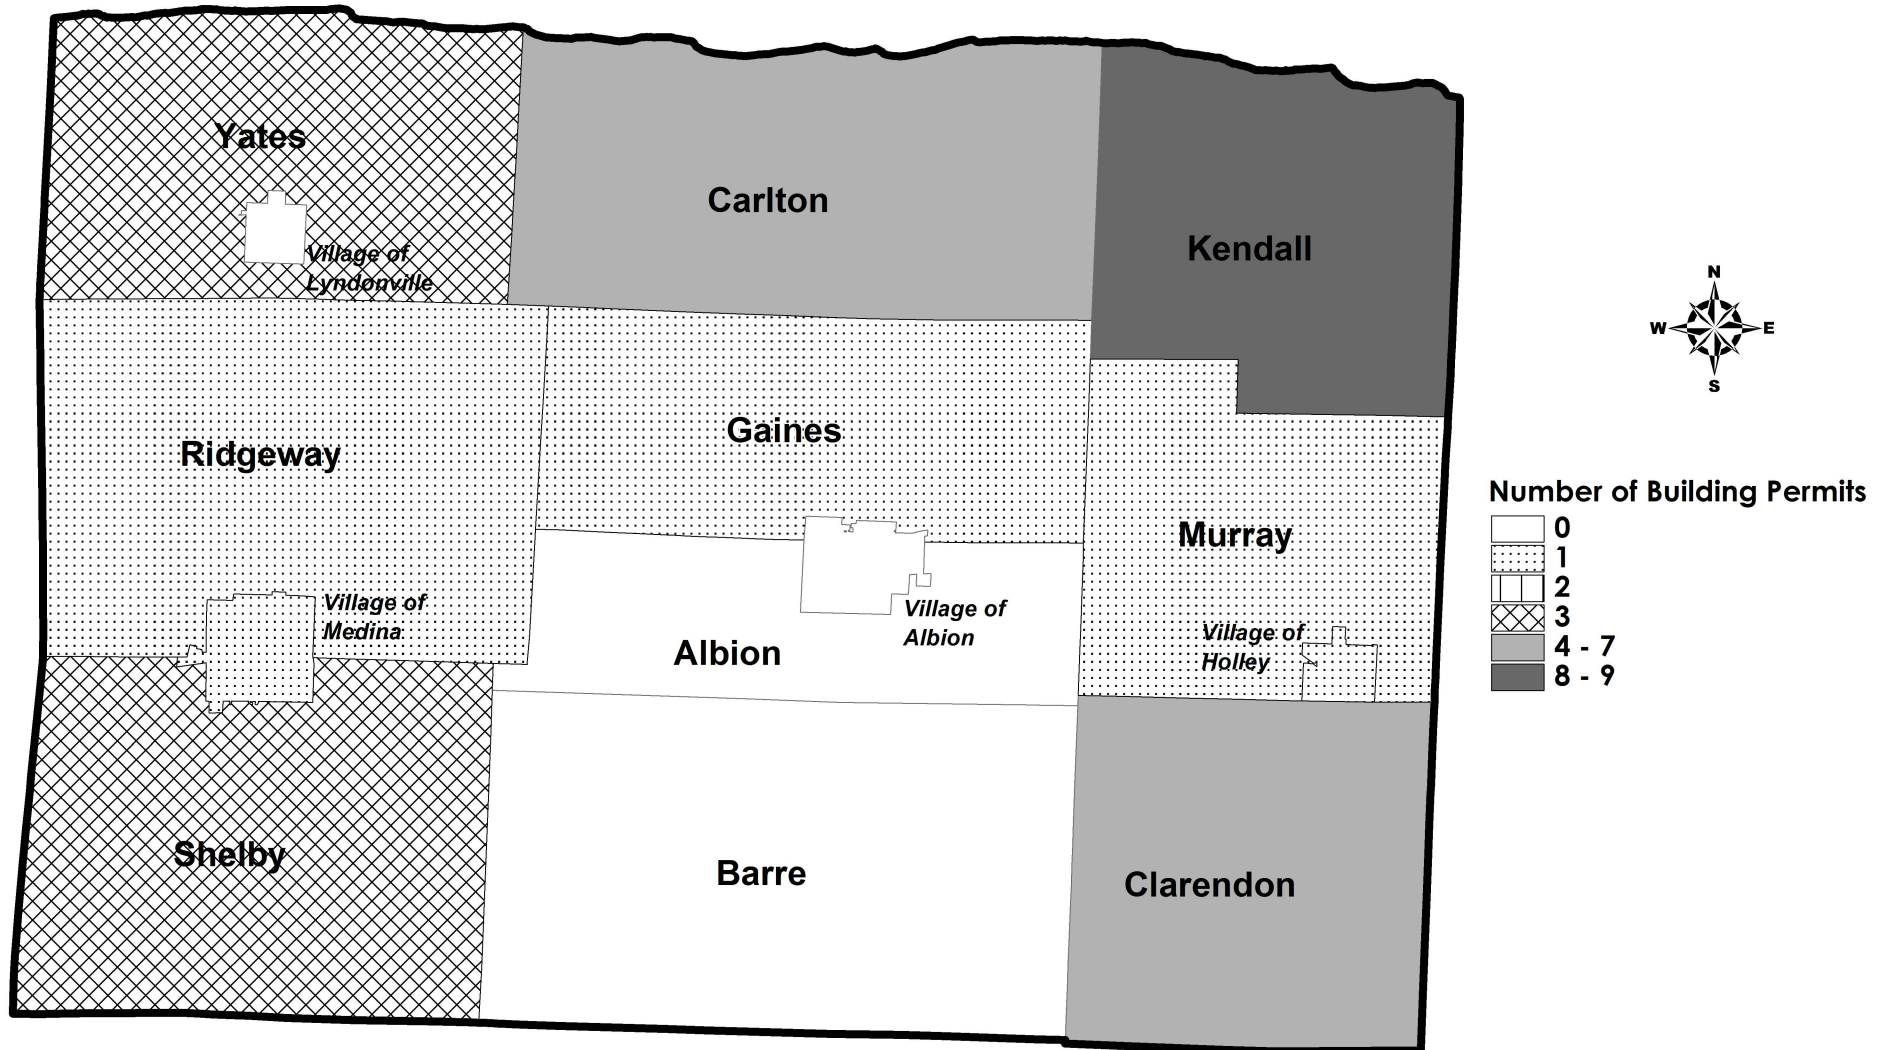 Yates
Village of
Lyndonville
Carlton
Kendall
N
W
E
S
Ridgeway
Gaines
Murray
Village of
Medina
Village of
Albion
Albion
Village of
Holley
Shelby
Barre
Clarendon
Number of Building Permits
0
1
2
3
4 - 7
8 - 9